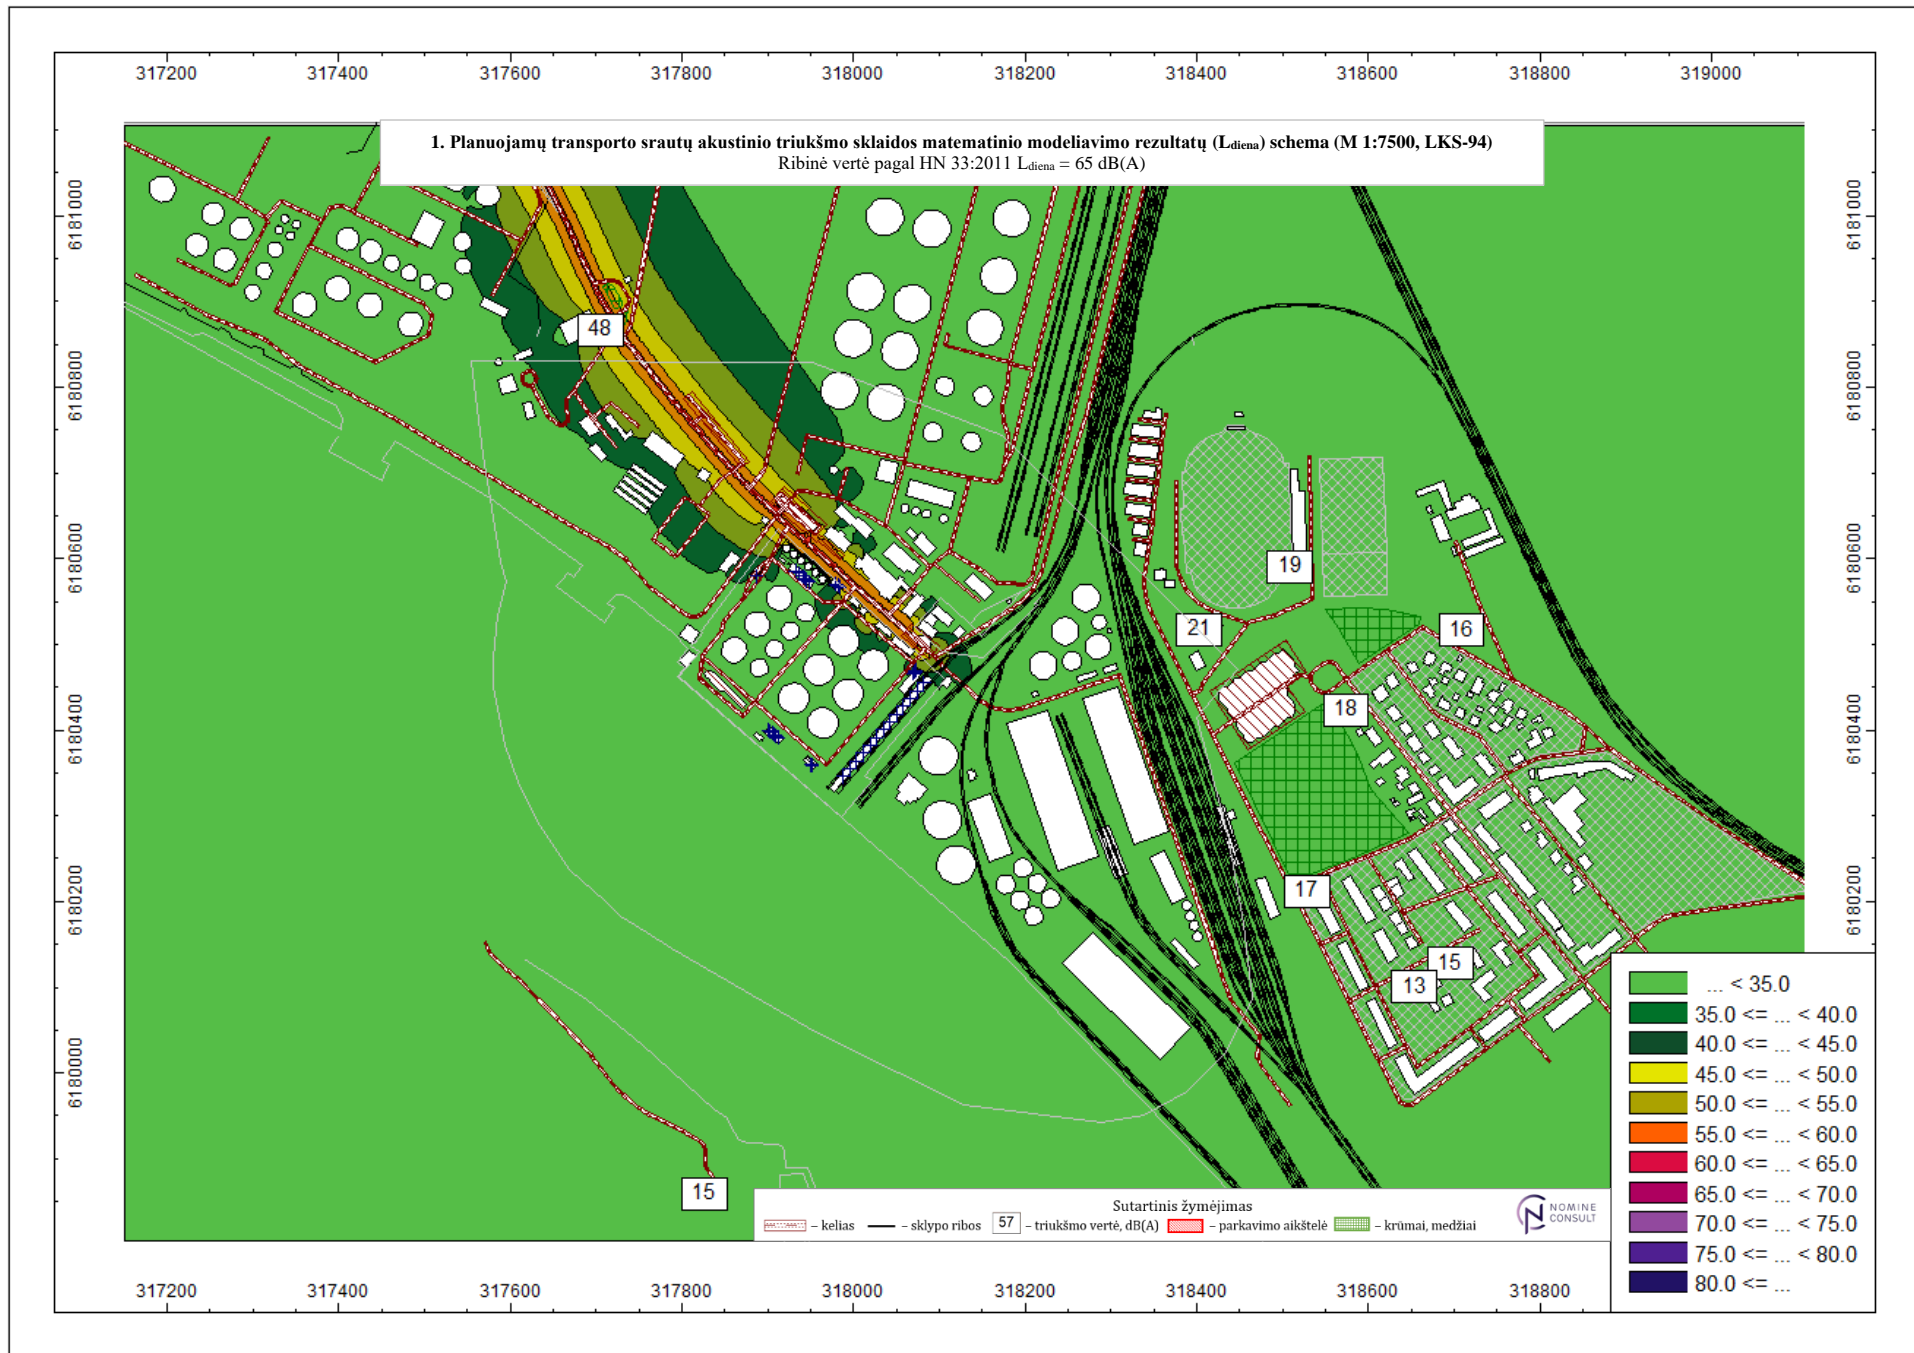 317200 317400 317600 317800 318000 318200 318400 318600 318800 319000
1. Planuojamų transporto srautų akustinio triukšmo sklaidos matematinio modeliavimo rezultatų (Ldiena) schema (M 1:7500, LKS-94)
Ribinė vertė pagal HN 33:2011 Ldiena = 65 dB(A)
6181000
6181000
48
6180800
6180800
6180600
6180600
19
21
16
18
6180400
6180400
17
6180200
6180200
15
13
6180000
15
... < 35.0
35.0 <= ... < 40.0
40.0 <= ... < 45.0
45.0 <= ... < 50.0
50.0 <= ... < 55.0
55.0 <= ... < 60.0
60.0 <= ... < 65.0
65.0 <= ... < 70.0
70.0 <= ... < 75.0
75.0 <= ... < 80.0
80.0 <= ...
Sutartinis žymėjimas
– kelias – sklypo ribos 57 – triukšmo vertė, dB(A) – parkavimo aikštelė – krūmai, medžiai
NOMINE
CONSULT
317200 317400 317600 317800 318000 318200 318400 318600 318800